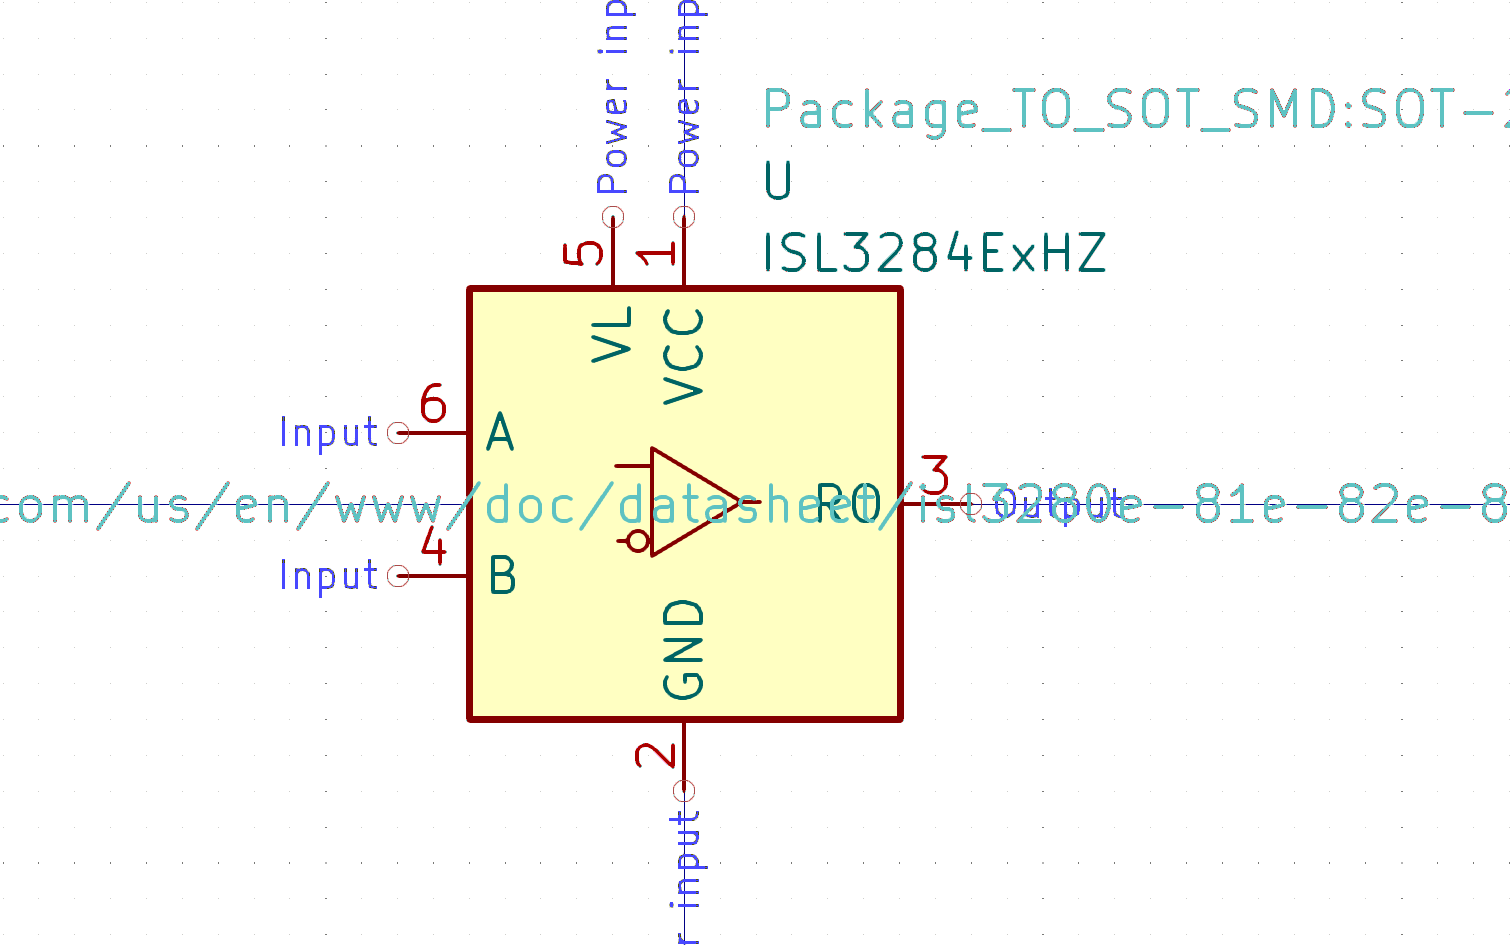 Power inp
Power inp
Package_TO_SOT_SMD:SOT-2
U
ISL3284ExHZ
5
1
VL
VCC
6
Input
A
3
RO
Output
com/us/en/www/doc/datasheet/isl3280e-81e-82e-8
4
Input
B
GND
2
r input